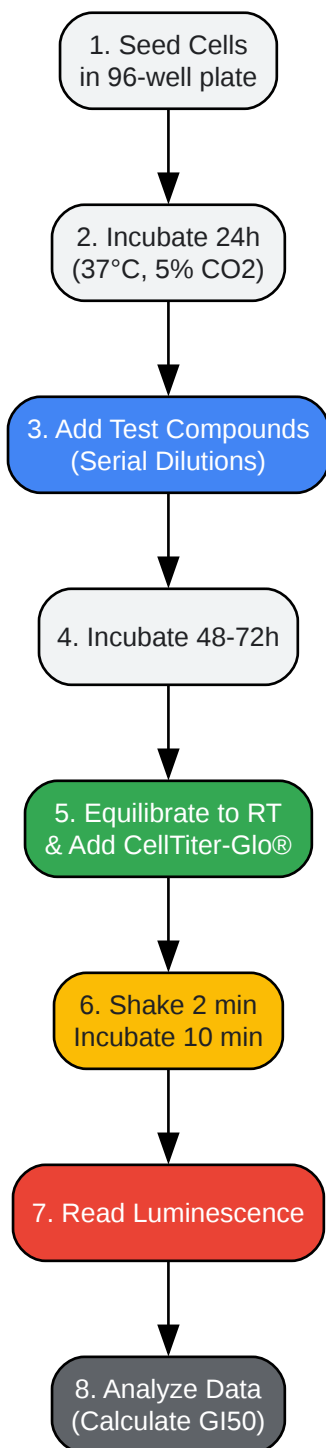 1. Seed Cells
in 96-well plate
2. Incubate 24h
(37°C, 5% CO2)
3. Add Test Compounds
(Serial Dilutions)
4. Incubate 48-72h
5. Equilibrate to RT
& Add CellTiter-Glo®
6. Shake 2 min
Incubate 10 min
7. Read Luminescence
8. Analyze Data
(Calculate GI50)